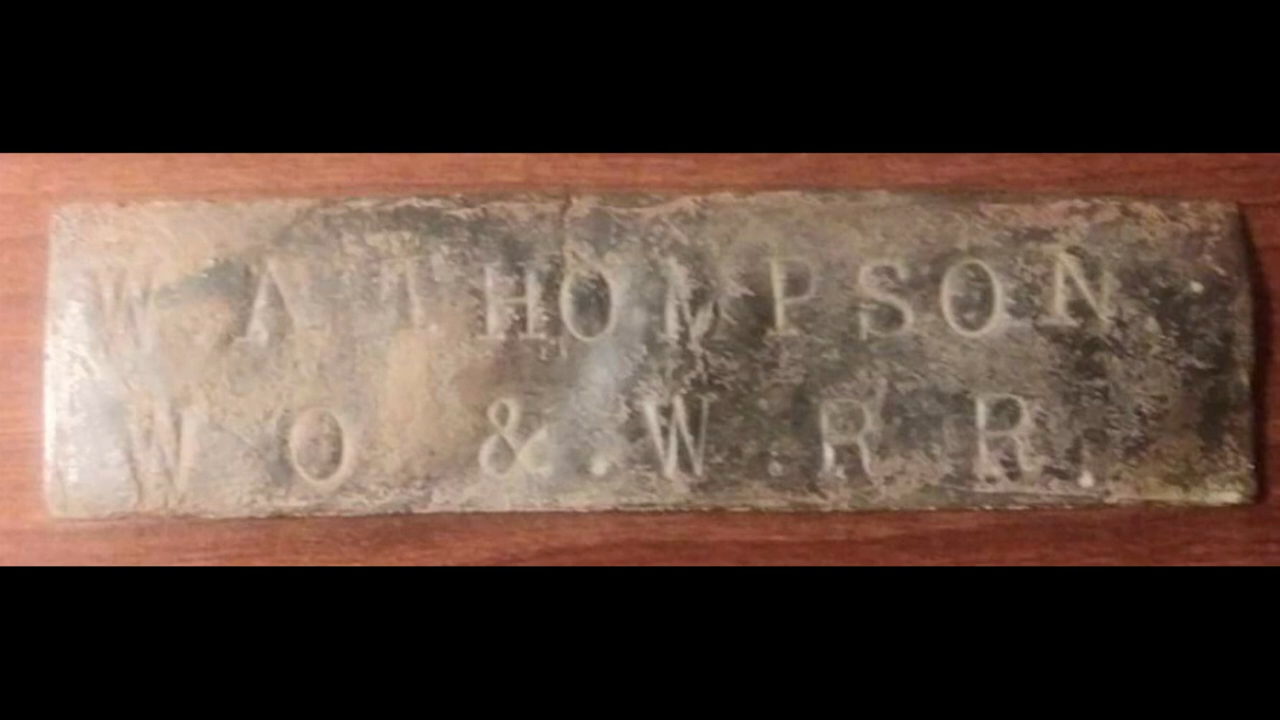 W. A THOMPSON.
W O & . W . R . R .